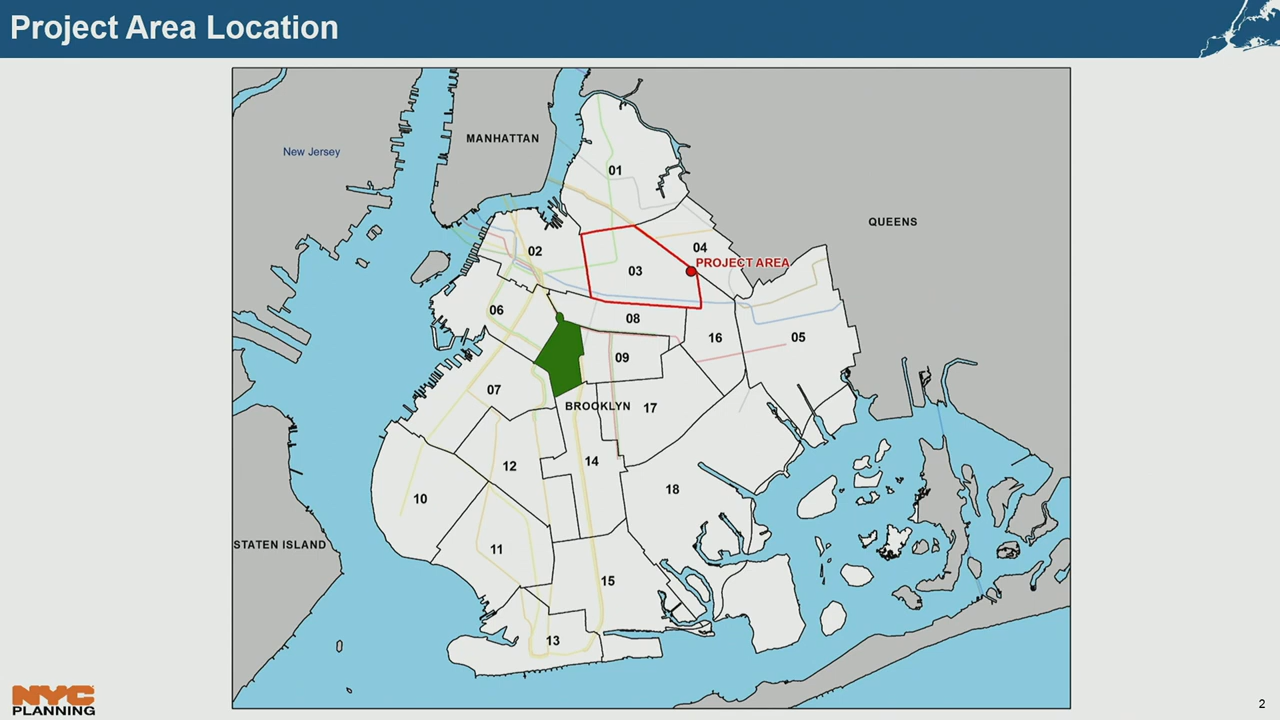 Project Area Location
MANHATTAN
New Jersey
01
QUEENS
02
04
PROJECT AREA
03
06
08
16
05
09
07
BROOKLYN
17
14
12
10
18
STATEN ISLAND
11
15
13
NYC
PLANNING
2